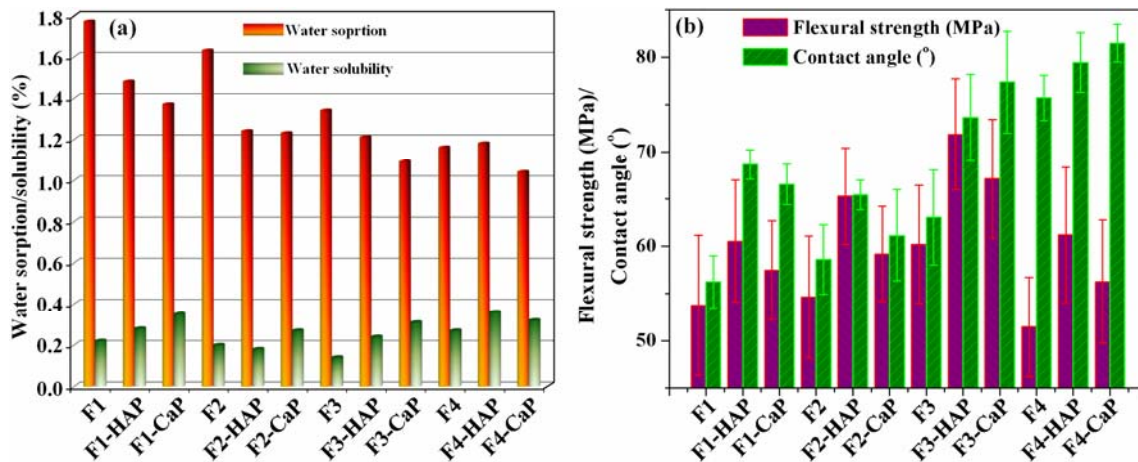 (a)
Water soprtion
Water solubility
Water sorption/solubility (%)
1.8
1.6
1.4
1.2
1.0
0.8
0.6
0.4
0.2
0.0
F1
F1-HAP
F1-CaP
F2
F2-HAP
F2-CaP
F3
F3-HAP
F3-CaP
F4
F4-HAP
F4-CaP
(b)
Flexural strength (MPa)
Contact angle (°)
Flexural strength (MPa)/
Contact angle (°)
80
70
60
50
F1
F1-HAP
F1-CaP
F2
F2-HAP
F2-CaP
F3
F3-HAP
F3-CaP
F4
F4-HAP
F4-CaP